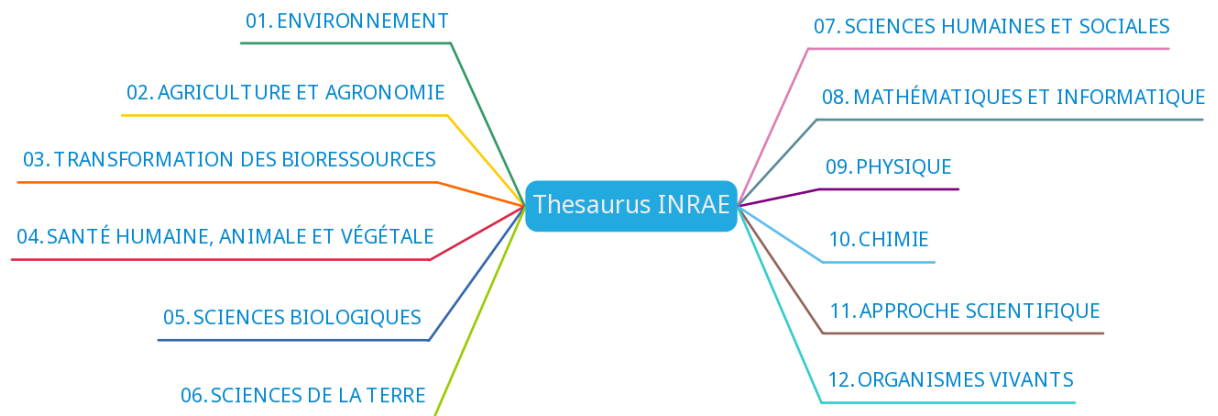 01. ENVIRONNEMENT
02. AGRICULTURE ET AGRONOMIE
03. TRANSFORMATION DES BIORESSOURCES
04. SANTÉ HUMAINE, ANIMALE ET VÉGÉTALE
05. SCIENCES BIOLOGIQUES
06. SCIENCES DE LA TERRE
Thesaurus INRAE
07. SCIENCES HUMAINES ET SOCIALES
08. MATHÉMATIQUES ET INFORMATIQUE
09. PHYSIQUE
10. CHIMIE
11. APPROCHE SCIENTIFIQUE
12. ORGANISMES VIVANTS